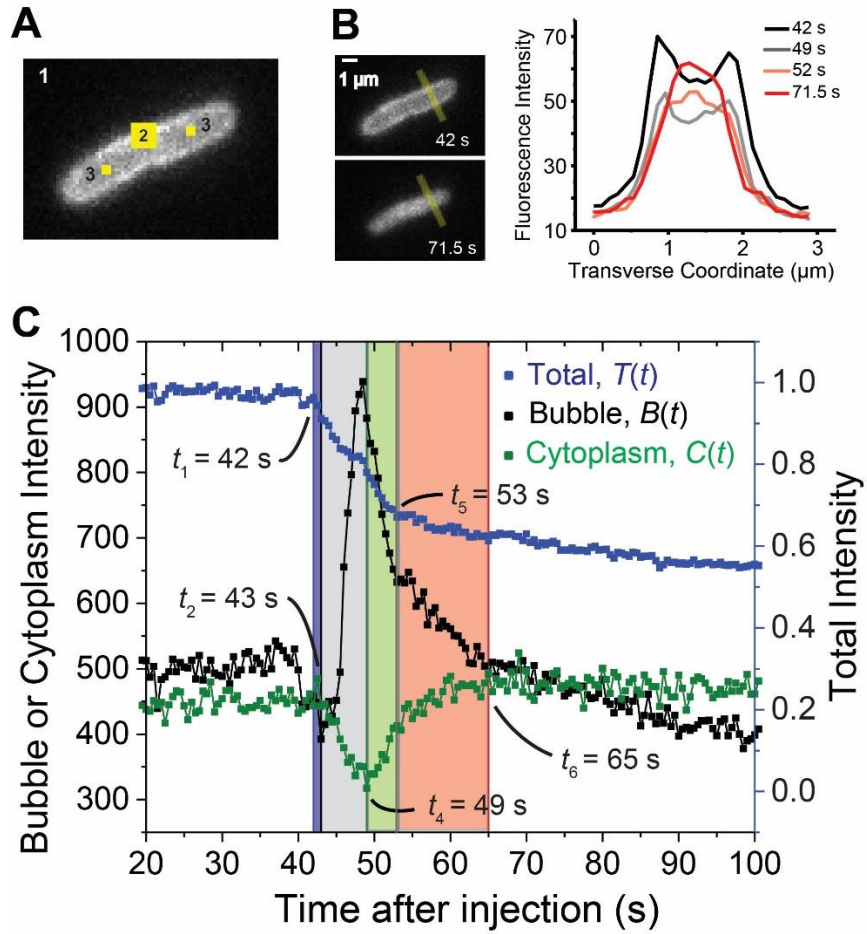 A
1
2
3
3
B
1 µm
42 s
71.5 s
Fluorescence Intensity
70
50
30
10
0
1
2
3
Transverse Coordinate (µm)
42 s
49 s
52 s
71.5 s
C
Bubble or Cytoplasm Intensity
1000
900
800
700
600
500
400
300
20
30
40
50
60
70
80
90
100
Time after injection (s)
Total Intensity
1.0
0.8
0.6
0.4
0.2
0.0
Total, T(t)
Bubble, B(t)
Cytoplasm, C(t)
t1 = 42 s
t5 = 53 s
t2 = 43 s
t6 = 65 s
t4 = 49 s